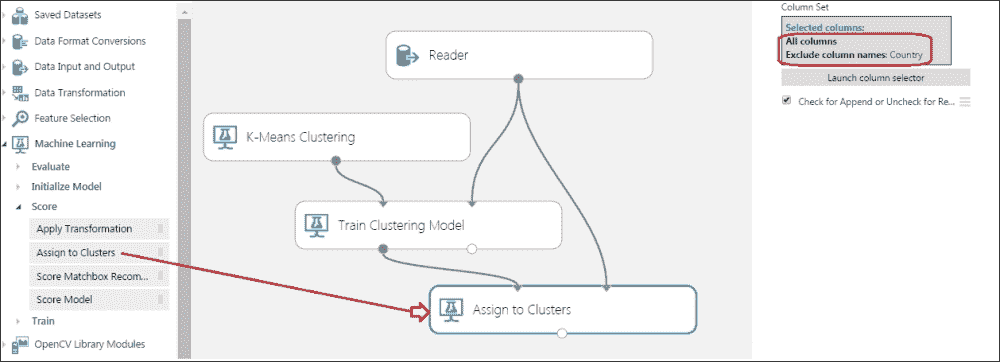 Saved Datasets
Data Format Conversions
Data Input and Output
Data Transformation
Feature Selection
Machine Learning
Evaluate
Initialize Model
Score
Apply Transformation
Assign to Clusters
Score Matchbox Recom...
Score Model
Train
OpenCV Library Modules
Reader
K-Means Clustering
Train Clustering Model
Assign to Clusters
Column Set
Selected columns:
All columns
Exclude column names: Country
Launch column selector
Check for Append or Uncheck for Re...